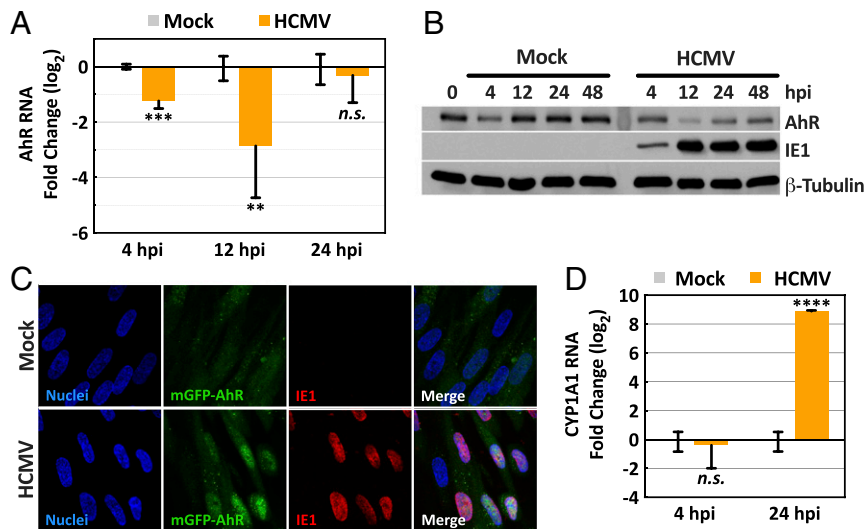 A
Mock HCMV
AhR RNA
Fold Change (log2)
0
-2
-4
-6
***
**
n.s.
4 hpi 12 hpi 24 hpi
B
Mock HCMV
0 4 12 24 48 4 12 24 48 hpi
AhR
IE1
β-Tubulin
C
Mock
Nuclei mGFP-AhR IE1 Merge
HCMV
Nuclei mGFP-AhR IE1 Merge
D
Mock HCMV
CYP1A1 RNA
Fold Change (log2)
10
8
6
4
2
0
-2
-4
****
n.s.
4 hpi 24 hpi